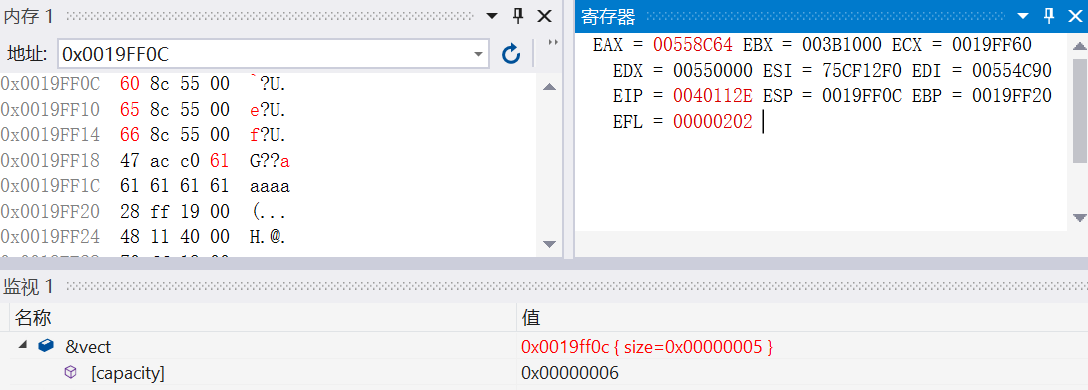 内存 1
地址: 0x0019FF0C
0x0019FF0C 60 8c 55 00 `?U.
0x0019FF10 65 8c 55 00 e?U.
0x0019FF14 66 8c 55 00 f?U.
0x0019FF18 47 ac c0 61 G??a
0x0019FF1C 61 61 61 61 aaaa
0x0019FF20 28 ff 19 00 (...
0x0019FF24 48 11 40 00 H.@.
寄存器
EAX = 00558C64 EBX = 003B1000 ECX = 0019FF60
EDX = 00550000 ESI = 75CF12F0 EDI = 00554C90
EIP = 0040112E ESP = 0019FF0C EBP = 0019FF20
EFL = 00000202
监视 1
名称 值
&vect 0x0019ff0c { size=0x00000005 }
[capacity] 0x00000006